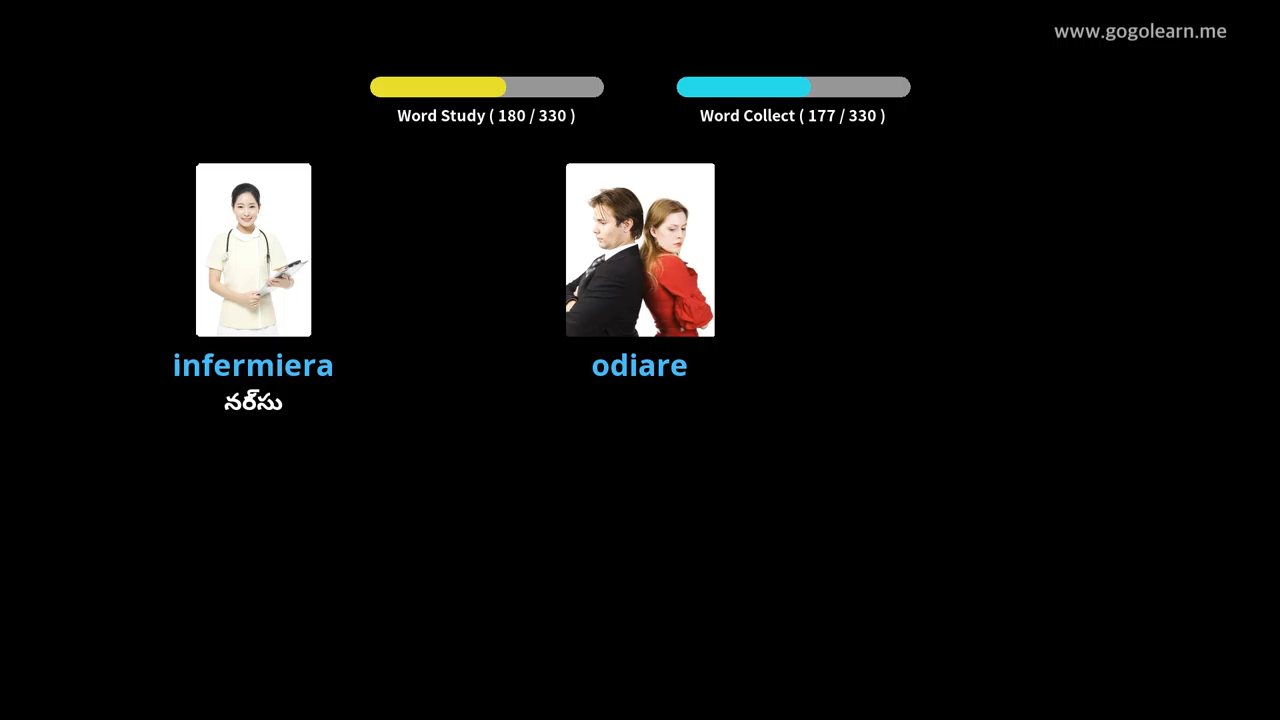 www.gogolearn.me
Word Study ( 180 / 330 )
Word Collect ( 177 / 330 )
infermiera
odiare
నర్సు